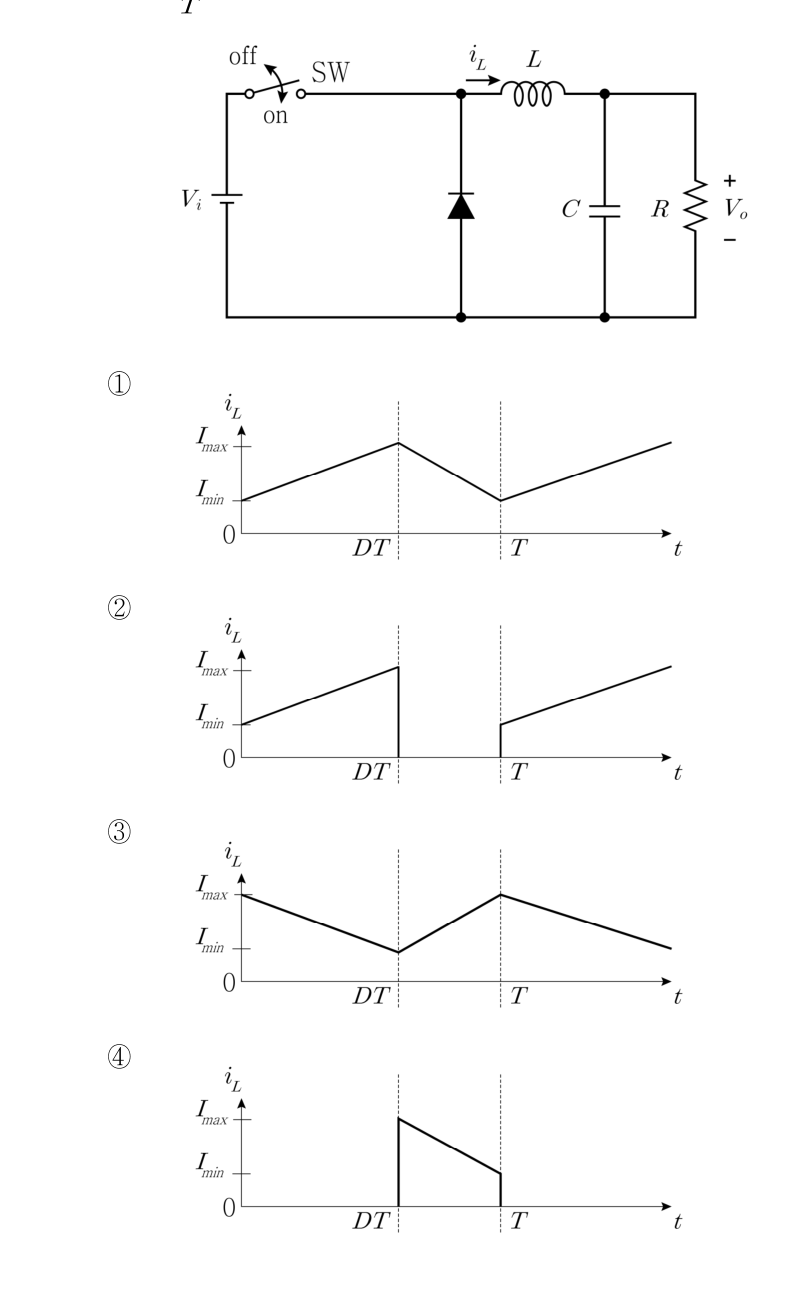 T
off
SW
on
i_L
L
V_i
C
R
+
V_o
−
①
i_L
I_max
I_min
0
DT
T
t
②
i_L
I_max
I_min
0
DT
T
t
③
i_L
I_max
I_min
0
DT
T
t
④
i_L
I_max
I_min
0
DT
T
t